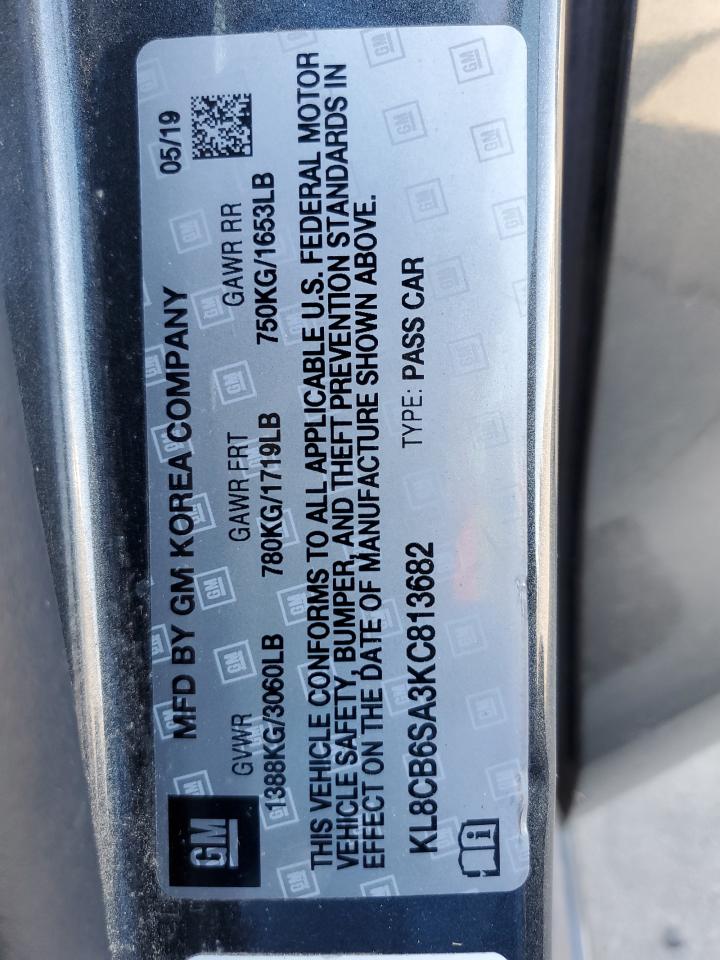 GM
MFD BY GM KOREA COMPANY 05/19
GVWR GAWR FRT GAWR RR
1388KG/3060LB 780KG/1719LB 750KG/1653LB
THIS VEHICLE CONFORMS TO ALL APPLICABLE U.S. FEDERAL MOTOR
VEHICLE SAFETY, BUMPER, AND THEFT PREVENTION STANDARDS IN
EFFECT ON THE DATE OF MANUFACTURE SHOWN ABOVE.
KL8CB6SA3KC813682 TYPE: PASS CAR